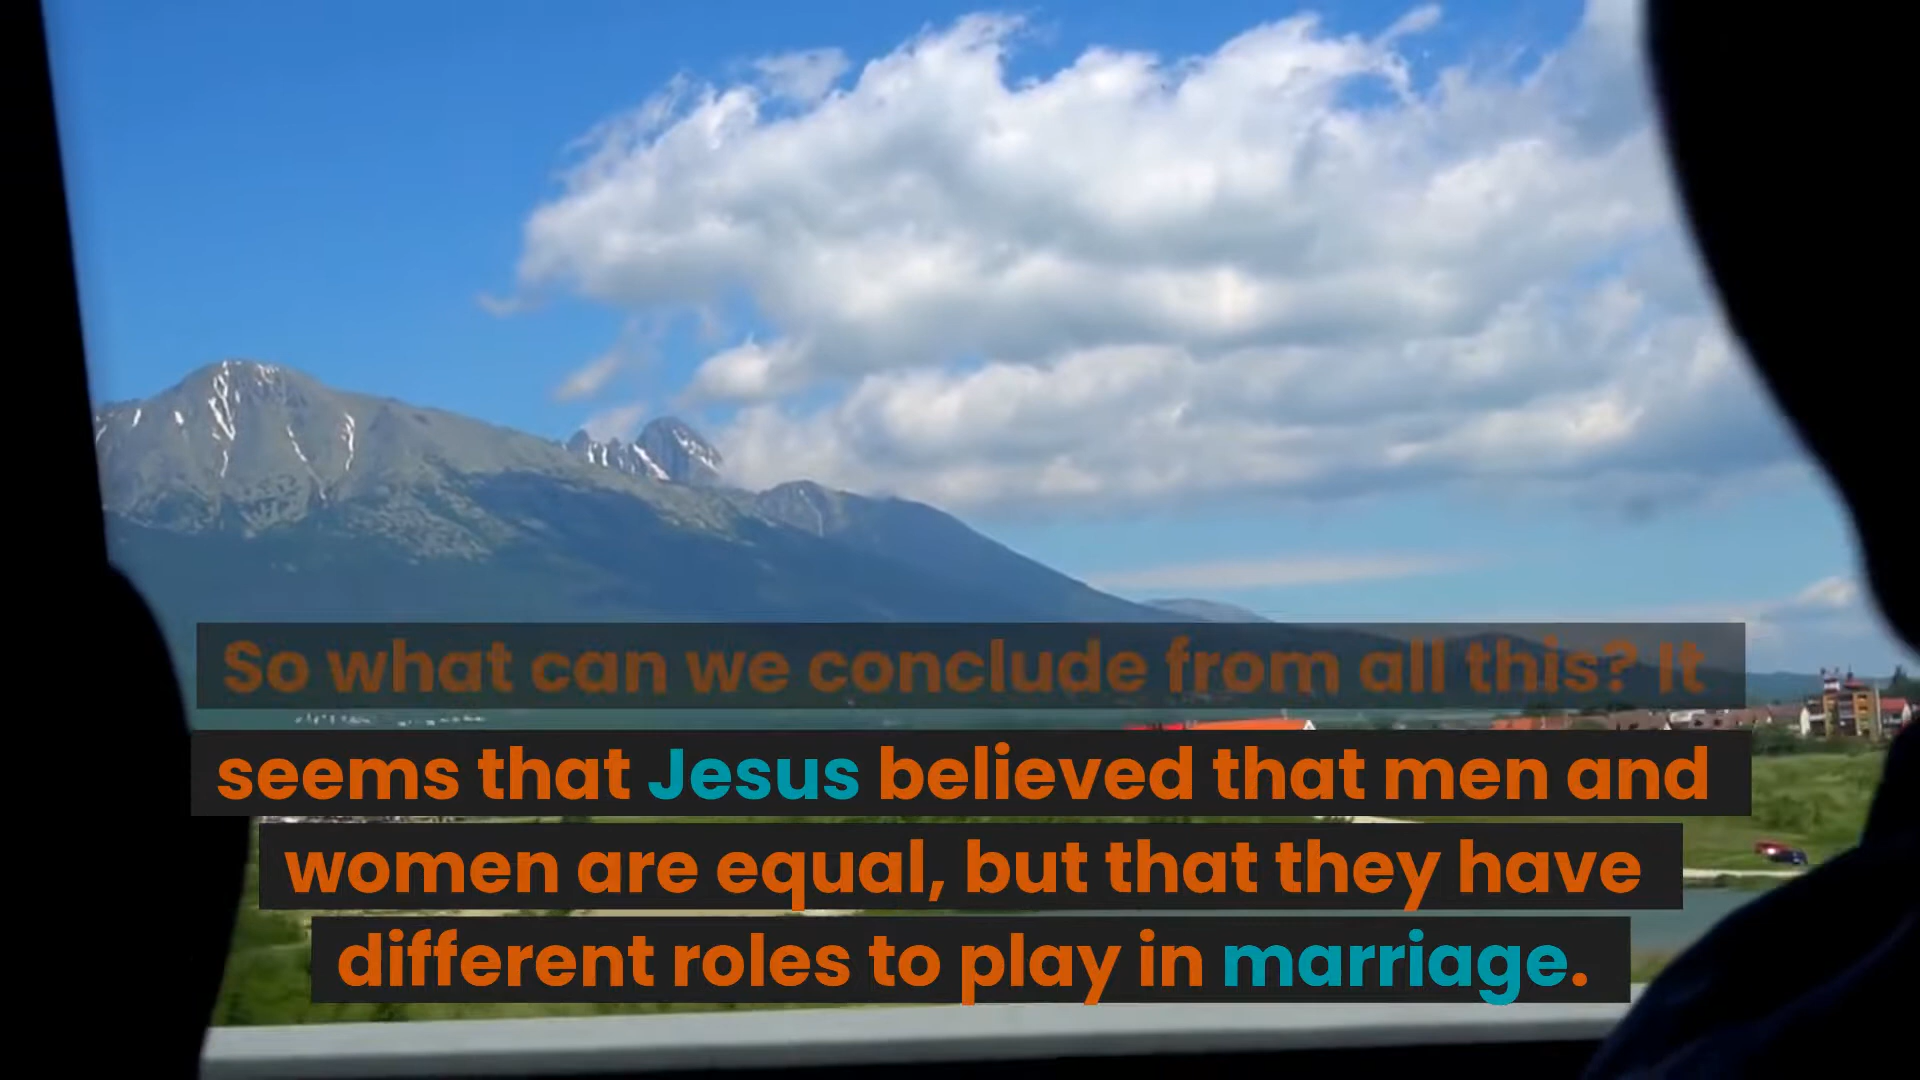 So what can we conclude from all this? It
seems that Jesus believed that men and
women are equal, but that they have
different roles to play in marriage.